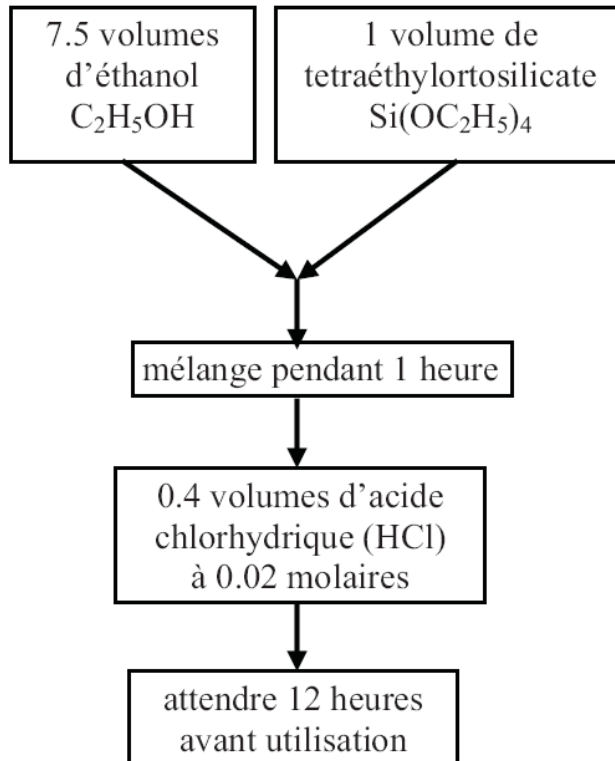 7.5 volumes
d'éthanol
C₂H₅OH
1 volume de
tetraéthylortosilicate
Si(OC₂H₅)₄
mélange pendant 1 heure
0.4 volumes d'acide
chlorhydrique (HCl)
à 0.02 molaires
attendre 12 heures
avant utilisation